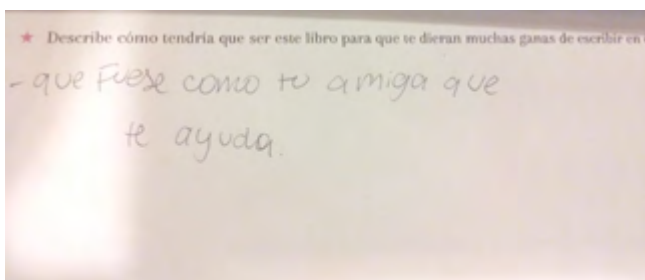 ★ Describe cómo tendría que ser este libro para que te dieran muchas ganas de escribir en
- que Fuese como tu amiga que
te ayuda.